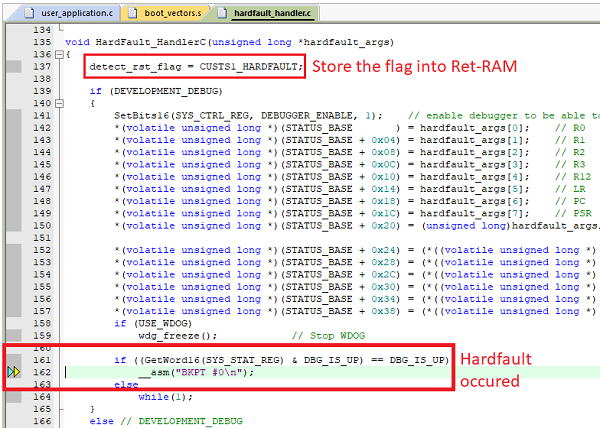 user_application.c boot_vectors.s hardfault_handler.c
134
135 void HardFault_HandlerC(unsigned long *hardfault_args)
136 {
137 detect_rst_flag = CUSTS1_HARDFAULT; Store the flag into Ret-RAM
138
139 if (DEVELOPMENT_DEBUG)
140 {
141 SetBits16(SYS_CTRL_REG, DEBUGGER_ENABLE, 1); // enable debugger to be able to
142 *(volatile unsigned long *)(STATUS_BASE ) = hardfault_args[0]; // R0
143 *(volatile unsigned long *)(STATUS_BASE + 0x04) = hardfault_args[1]; // R1
144 *(volatile unsigned long *)(STATUS_BASE + 0x08) = hardfault_args[2]; // R2
145 *(volatile unsigned long *)(STATUS_BASE + 0x0C) = hardfault_args[3]; // R3
146 *(volatile unsigned long *)(STATUS_BASE + 0x10) = hardfault_args[4]; // R12
147 *(volatile unsigned long *)(STATUS_BASE + 0x14) = hardfault_args[5]; // LR
148 *(volatile unsigned long *)(STATUS_BASE + 0x18) = hardfault_args[6]; // PC
149 *(volatile unsigned long *)(STATUS_BASE + 0x1C) = hardfault_args[7]; // PSR
150 *(volatile unsigned long *)(STATUS_BASE + 0x20) = (unsigned long)hardfault_args;
151
152 *(volatile unsigned long *)(STATUS_BASE + 0x24) = (*((volatile unsigned long *)
153 *(volatile unsigned long *)(STATUS_BASE + 0x28) = (*((volatile unsigned long *)
154 *(volatile unsigned long *)(STATUS_BASE + 0x2C) = (*((volatile unsigned long *)
155 *(volatile unsigned long *)(STATUS_BASE + 0x30) = (*((volatile unsigned long *)
156 *(volatile unsigned long *)(STATUS_BASE + 0x34) = (*((volatile unsigned long *)
157 *(volatile unsigned long *)(STATUS_BASE + 0x38) = (*((volatile unsigned long *)
158 if (USE_WDOG)
159 wdg_freeze(); // Stop WDOG
160
161 if ((GetWord16(SYS_STAT_REG) & DBG_IS_UP) == DBG_IS_UP) Hardfault
162 __asm("BKPT #0\n"); occured
163 else
164 while(1);
165 }
166 else // DEVELOPMENT_DEBUG